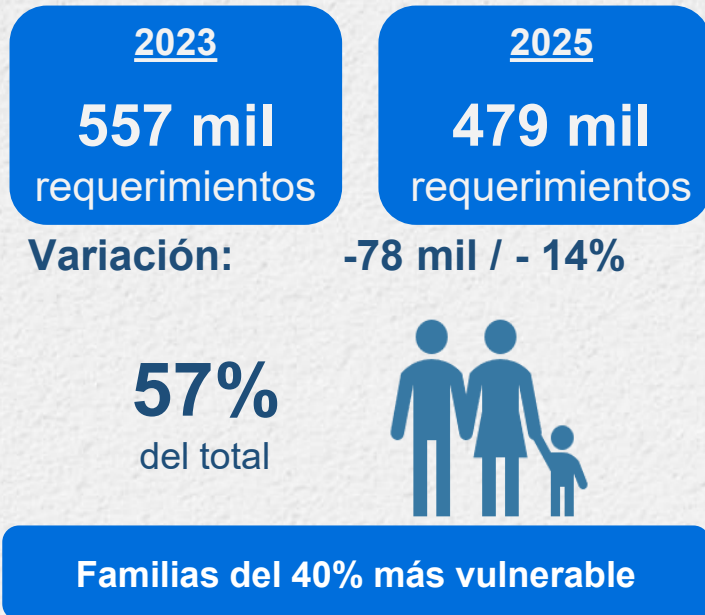 2023
557 mil
requerimientos
2025
479 mil
requerimientos
Variación: -78 mil / - 14%
57%
del total
Familias del 40% más vulnerable